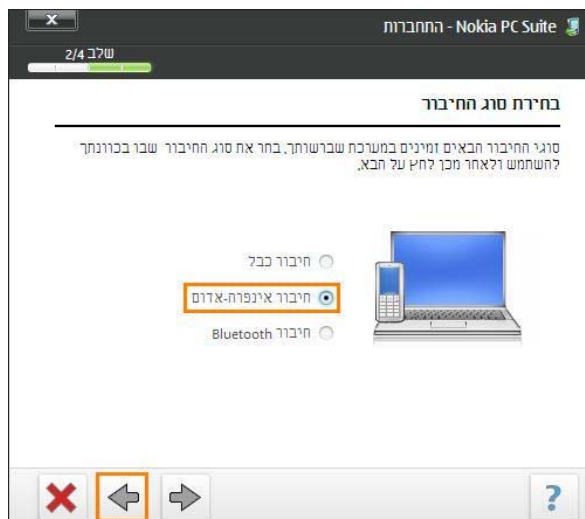 Nokia PC Suite - התחברות
שלב 2/4
בחירת סוג החיבור
סוגי החיבור הבאים זמינים במערכת שברשותך. בחר את סוג החיבור שבו בכוונתך
להשתמש ולאחר מכן לחץ על הבא.
חיבור כבל
חיבור אינפרה-אדום
חיבור Bluetooth
?